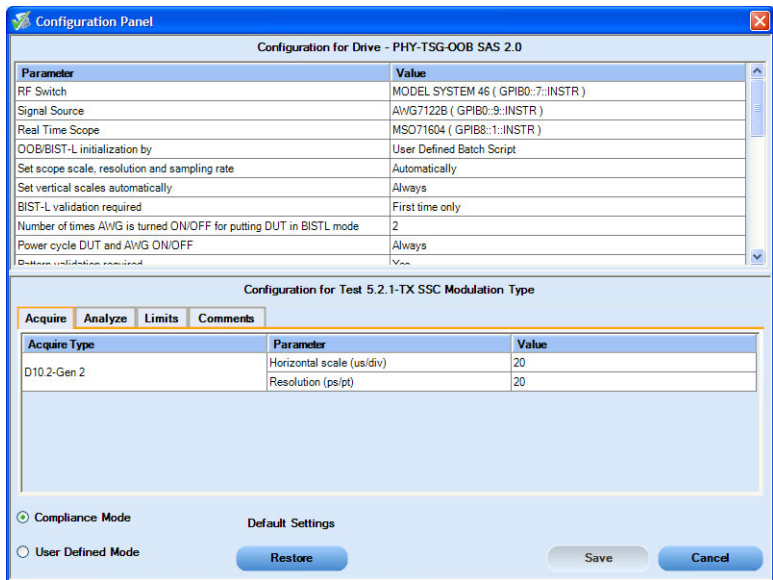 Configuration Panel
Configuration for Drive - PHY-TSG-OOB SAS 2.0
Parameter Value
RF Switch MODEL SYSTEM 46 ( GPIB0::7::INSTR )
Signal Source AWG7122B ( GPIB0::9::INSTR )
Real Time Scope MSO71604 ( GPIB8::1::INSTR )
OOB/BIST-L initialization by User Defined Batch Script
Set scope scale, resolution and sampling rate Automatically
Set vertical scales automatically Always
BIST-L validation required First time only
Number of times AWG is turned ON/OFF for putting DUT in BISTL mode 2
Power cycle DUT and AWG ON/OFF Always
Pattern validation required Yes
Configuration for Test 5.2.1-TX SSC Modulation Type
Acquire Analyze Limits Comments
Acquire Type Parameter Value
D10.2-Gen 2 Horizontal scale (us/div) 20
Resolution (ps/pt) 20
Compliance Mode
Default Settings
User Defined Mode Restore Save Cancel